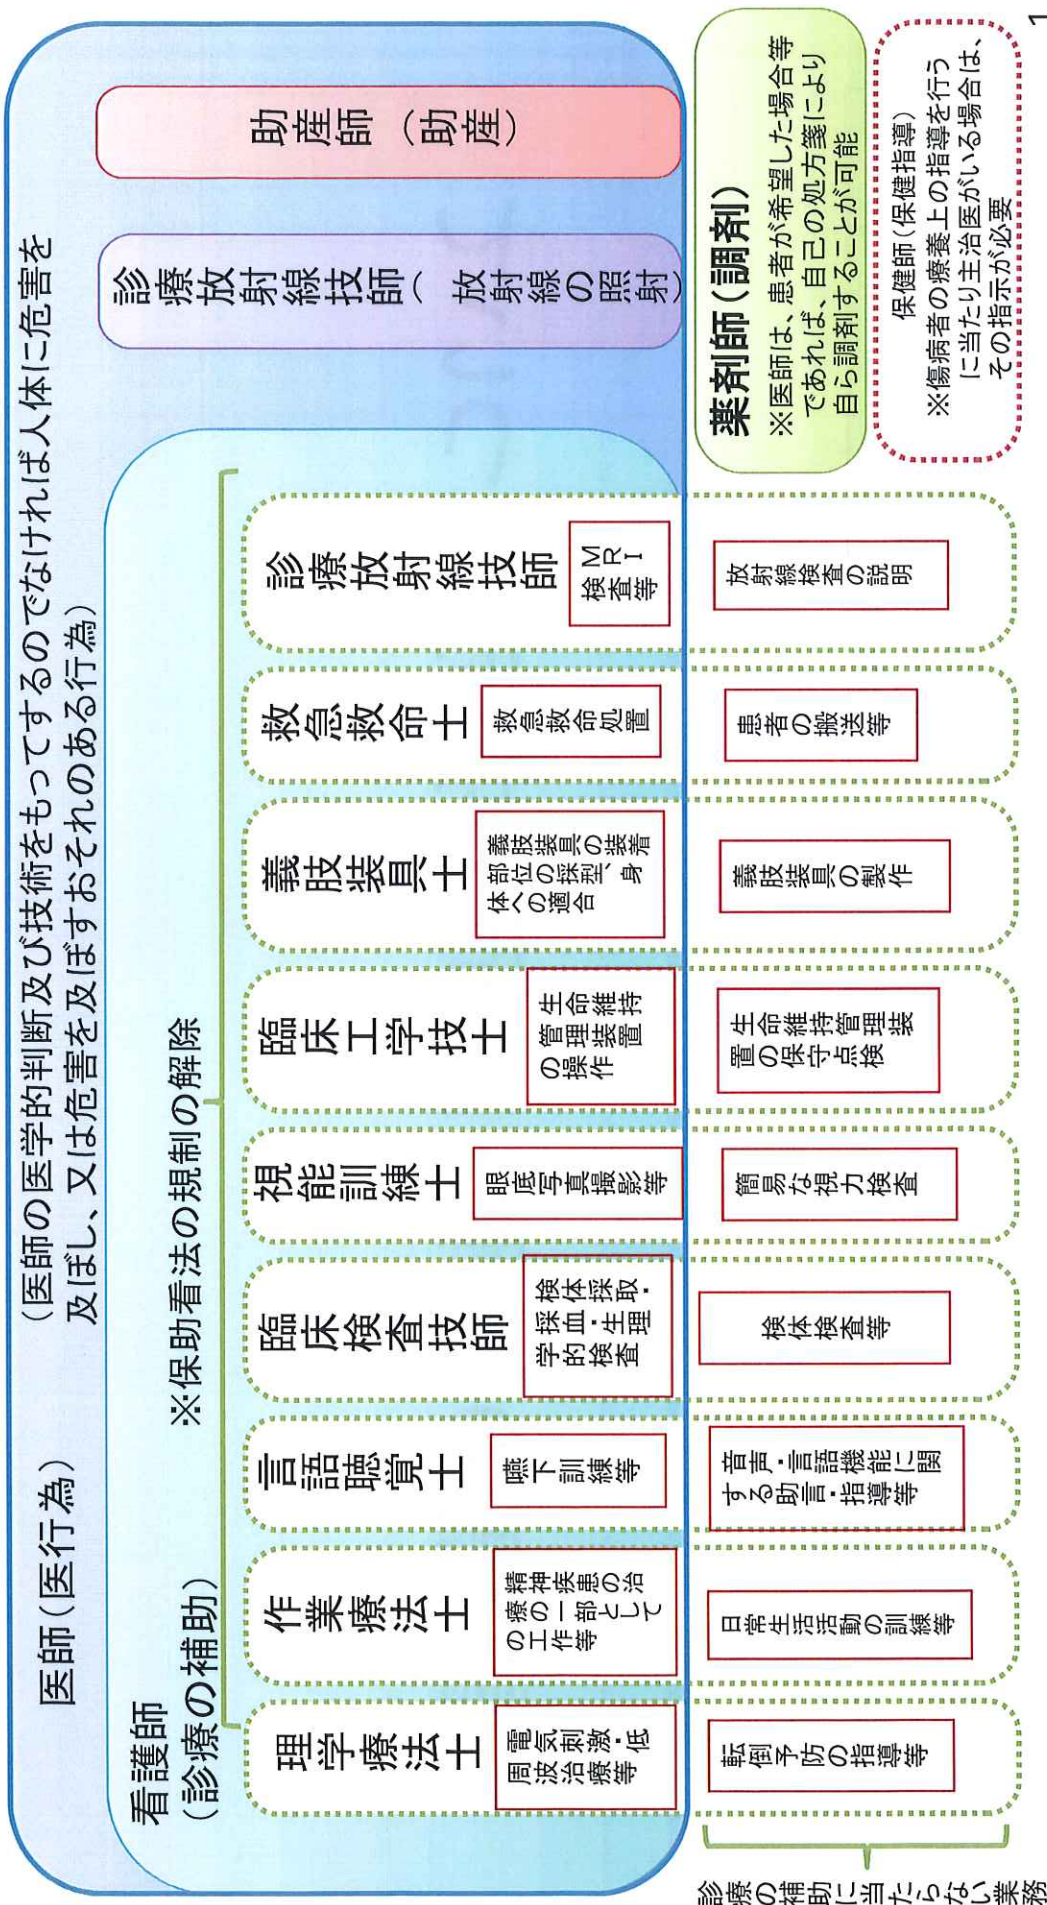 医師(医行為)
(医師の医学的判断及び技術をもってするのでなければ人体に危害を
及ぼし、又は危害を及ぼすおそれのある行為)
看護師
(診療の補助)
※保助看法の規制の解除
理学療法士
電気刺激・低
周波治療等
転倒予防の指導等
作業療法士
精神疾患の治
療の一部として
の工作等
日常生活活動の訓練等
言語聴覚士
嚥下訓練等
音声・言語機能に関
する助言・指導等
臨床検査技師
検体採取・
採血・生理
学的検査
検体検査等
視能訓練士
眼底写真撮影等
簡易な視力検査
臨床工学技士
生命維持
管理装置
の操作
生命維持管理装
置の保守点検
義肢装具士
義肢装具の装着
部位の採型、身
体への適合
義肢装具の製作
救急救命士
救急救命処置
患者の搬送等
診療放射線技師
MRI
検査等
放射線検査の説明
診療放射線技師(放射線の照射)
助産師(助産)
薬剤師(調剤)
※医師は、患者が希望した場合等
であれば、自己の処方箋により
自ら調剤することが可能
保健師(保健指導)
※傷病者の療養上の指導を行う
に当たり主治医がいる場合は、
その指示が必要
診療の補助に当たらない業務
1